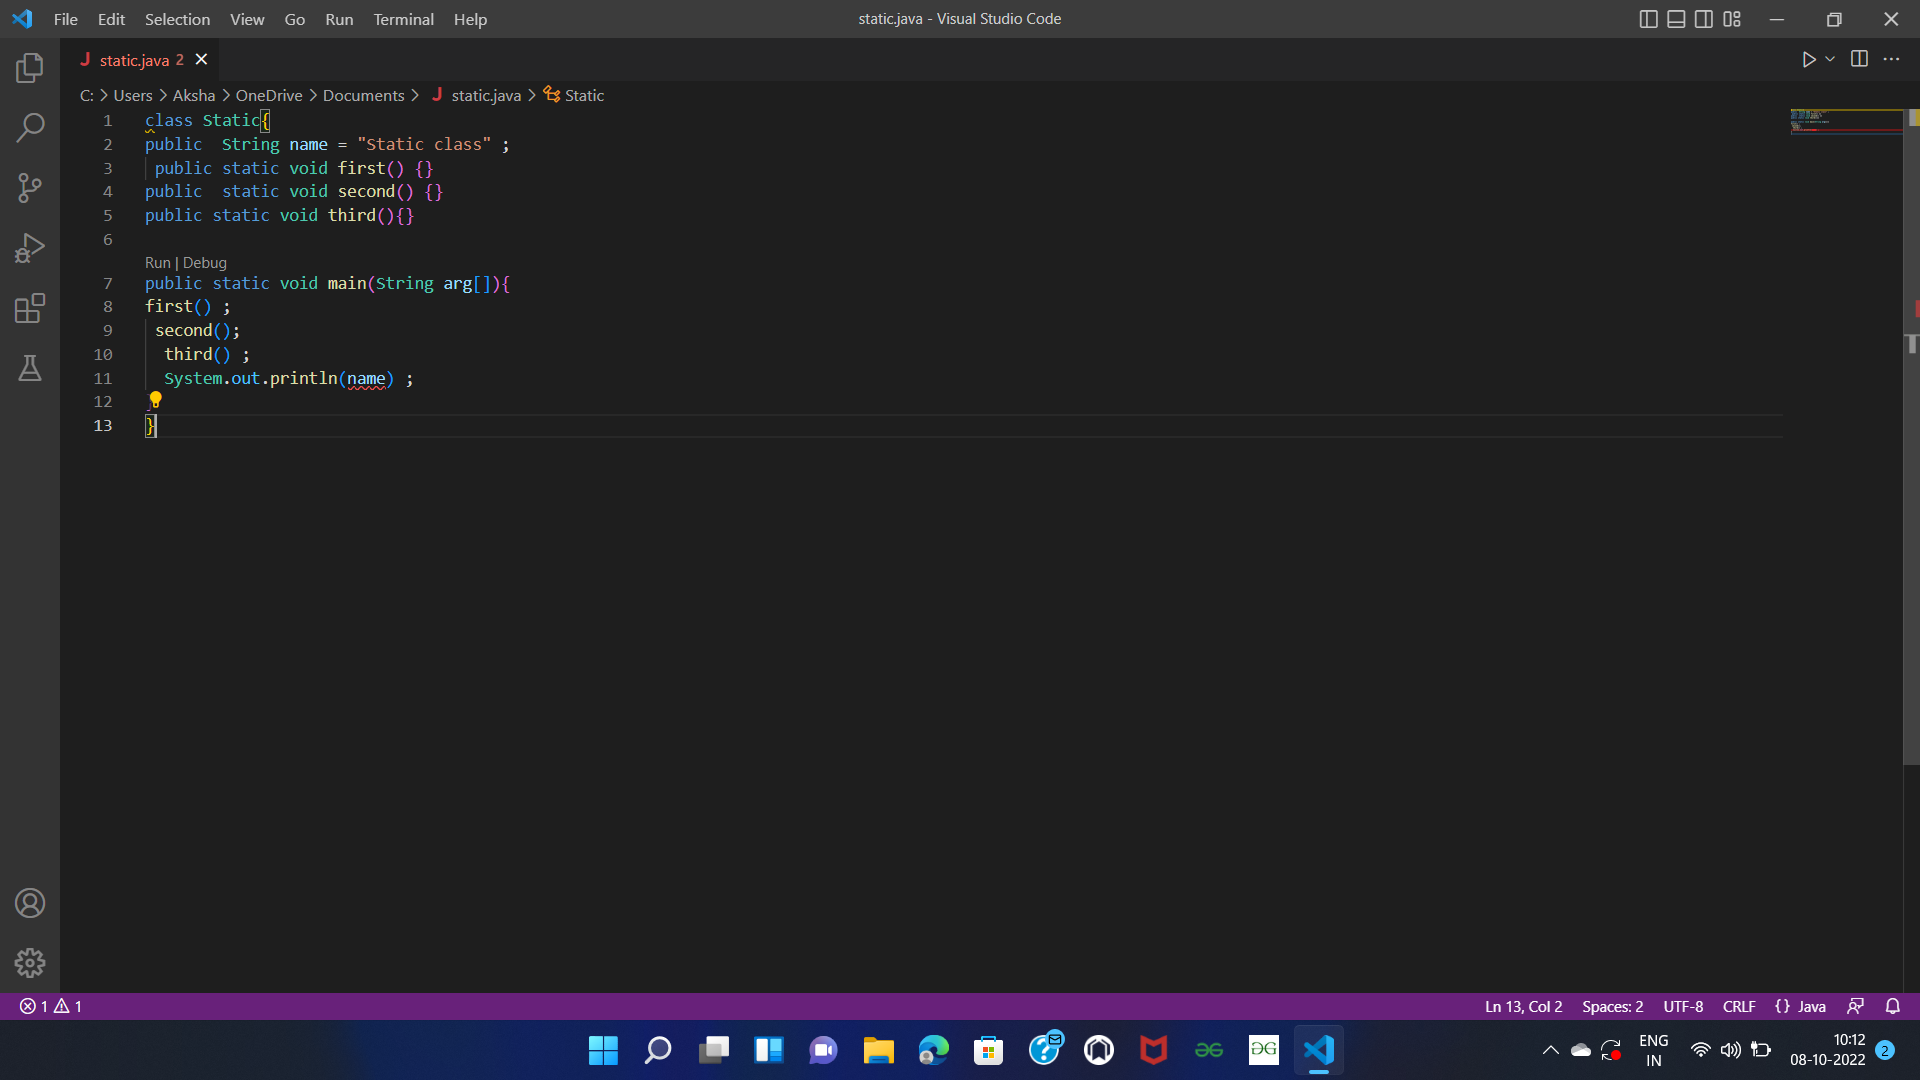 File Edit Selection View Go Run Terminal Help static.java - Visual Studio Code
J static.java 2
C: > Users > Aksha > OneDrive > Documents > J static.java > Static
1 class Static{
2 public  String name = "Static class" ;
3  public static void first() {}
4 public  static void second() {}
5 public static void third(){}
6
Run | Debug
7 public static void main(String arg[]){
8 first() ;
9  second();
10   third() ;
11   System.out.println(name) ;
12 }
13 }
1 1 Ln 13, Col 2 Spaces: 2 UTF-8 CRLF {} Java
ENG 10:12
IN 08-10-2022 2